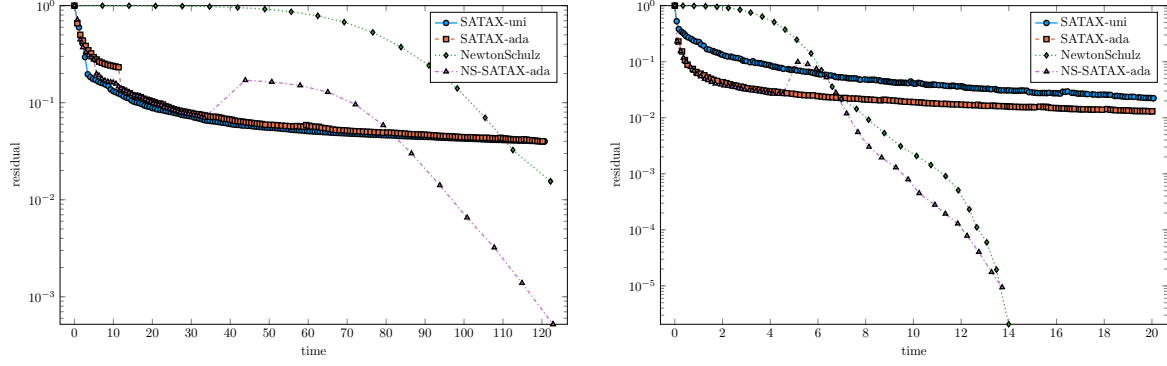 10^0
10^-1
10^-2
10^-3
residual
0 10 20 30 40 50 60 70 80 90 100 110 120
time
SATAX-uni
SATAX-ada
NewtonSchulz
NS-SATAX-ada
10^0
10^-1
10^-2
10^-3
10^-4
10^-5
residual
0 2 4 6 8 10 12 14 16 18 20
time
SATAX-uni
SATAX-ada
NewtonSchulz
NS-SATAX-ada